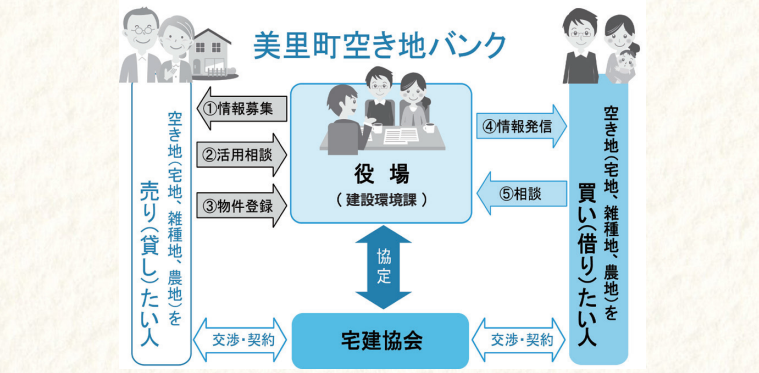 美里町空き地バンク
空き地（宅地、雑種地、農地）を
売り（貸し）たい人
①情報募集
②活用相談
③物件登録
役場
（建設環境課）
④情報発信
⑤相談
空き地（宅地、雑種地、農地）を
買い（借り）たい人
協定
交渉・契約
宅建協会
交渉・契約